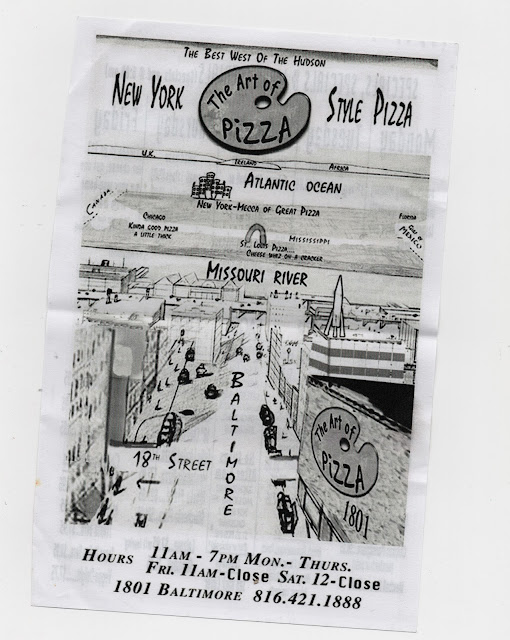 The Best West Of The Hudson
New York
The Art of
Pizza
Style Pizza
U.K.
Ireland
Africa
Atlantic ocean
New York-Mecca of Great Pizza
Canada
Chicago
Kinda good pizza
a little thick
Mississippi
St. Louis Pizza....
Cheese whiz on a cracker
Florida
Gulf of
Mexico
Missouri River
Baltimore
18th Street
The Art of
Pizza
1801
Hours 11am - 7pm Mon.- Thurs.
Fri. 11am-Close Sat. 12-Close
1801 Baltimore 816.421.1888